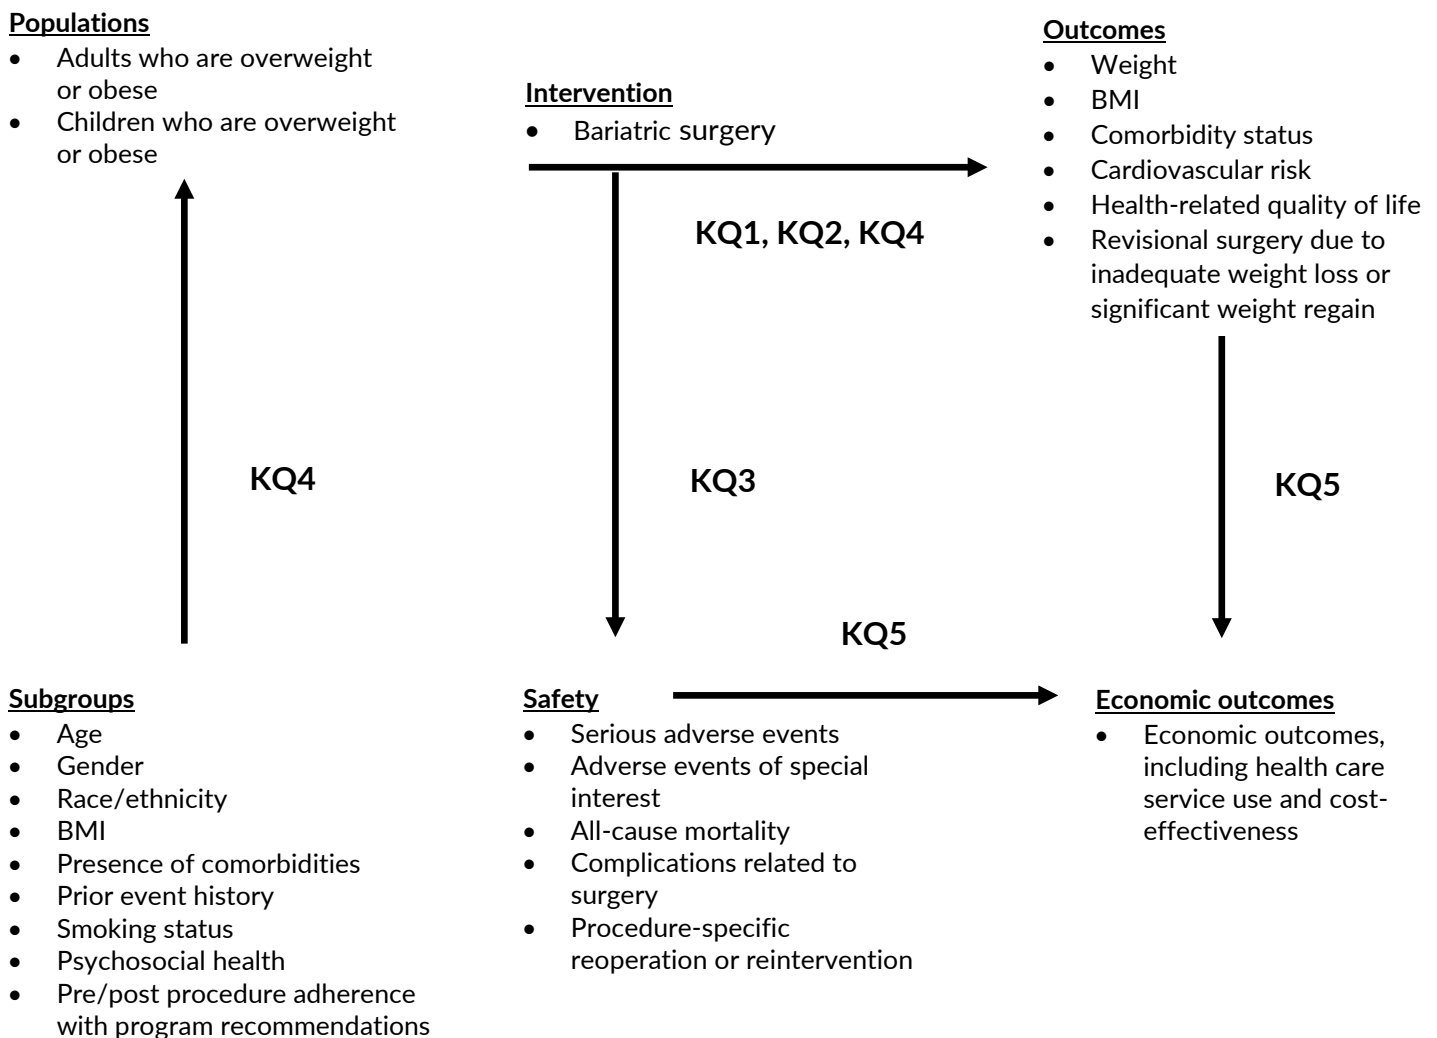 Populations
• Adults who are overweight
or obese
• Children who are overweight
or obese
Intervention
• Bariatric surgery
KQ1, KQ2, KQ4
Outcomes
• Weight
• BMI
• Comorbidity status
• Cardiovascular risk
• Health-related quality of life
• Revisional surgery due to
inadequate weight loss or
significant weight regain
KQ4
KQ3
KQ5
KQ5
Subgroups
• Age
• Gender
• Race/ethnicity
• BMI
• Presence of comorbidities
• Prior event history
• Smoking status
• Psychosocial health
• Pre/post procedure adherence
with program recommendations
Safety
• Serious adverse events
• Adverse events of special
interest
• All-cause mortality
• Complications related to
surgery
• Procedure-specific
reoperation or reintervention
Economic outcomes
• Economic outcomes,
including health care
service use and cost-
effectiveness